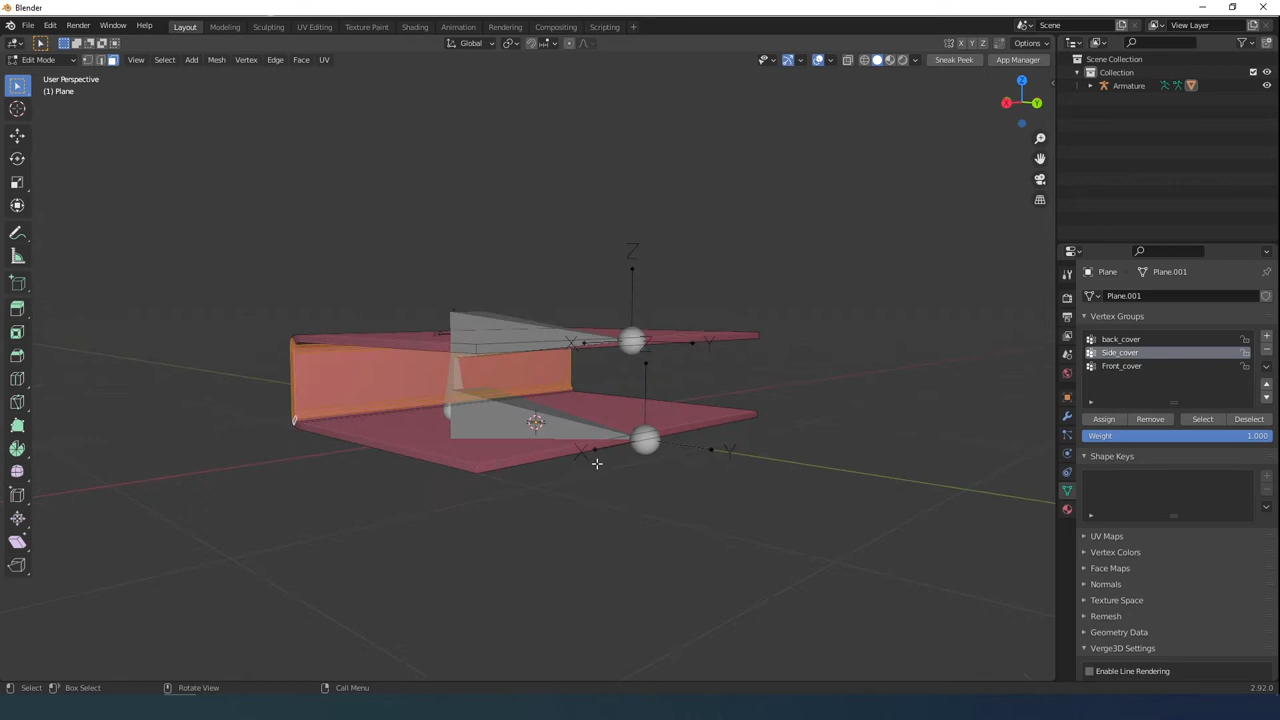 Blender
File Edit Render Window Help Layout Modeling Sculpting UV Editing Texture Paint Shading Animation Rendering Compositing Scripting Scene View Layer
Global X Y Z Options
Edit Mode View Select Add Mesh Vertex Edge Face UV Sneak Peek App Manager
User Perspective
(1) Plane
Z
X Y
Z
X Y
Z
X Y
Scene Collection
Collection
Armature
Plane Plane.001
Plane.001
Vertex Groups
back_cover
Side_cover
Front_cover
Assign Remove Select Deselect
Weight 1.000
Shape Keys
UV Maps
Vertex Colors
Face Maps
Normals
Texture Space
Remesh
Geometry Data
Verge3D Settings
Enable Line Rendering
Select Box Select Rotate View Call Menu 2.92.0